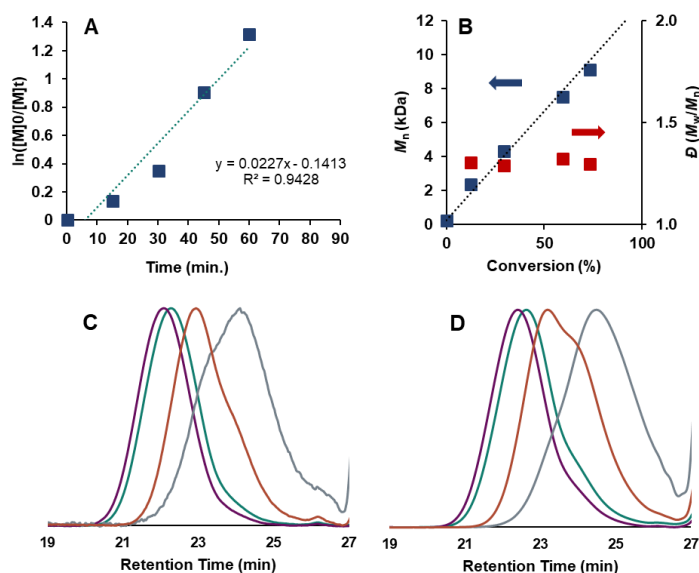 A
1.4
1.2
1
0.8
0.6
0.4
0.2
0
ln([M]0/[M]t)
y = 0.0227x - 0.1413
R² = 0.9428
0 10 20 30 40 50 60 70 80 90
Time (min.)
B
12
10
8
6
4
2
0
Mn (kDa)
2.0
1.5
1.0
Đ (Mw/Mn)
0 50 100
Conversion (%)
C
19 21 23 25 27
Retention Time (min)
D
19 21 23 25 27
Retention Time (min)